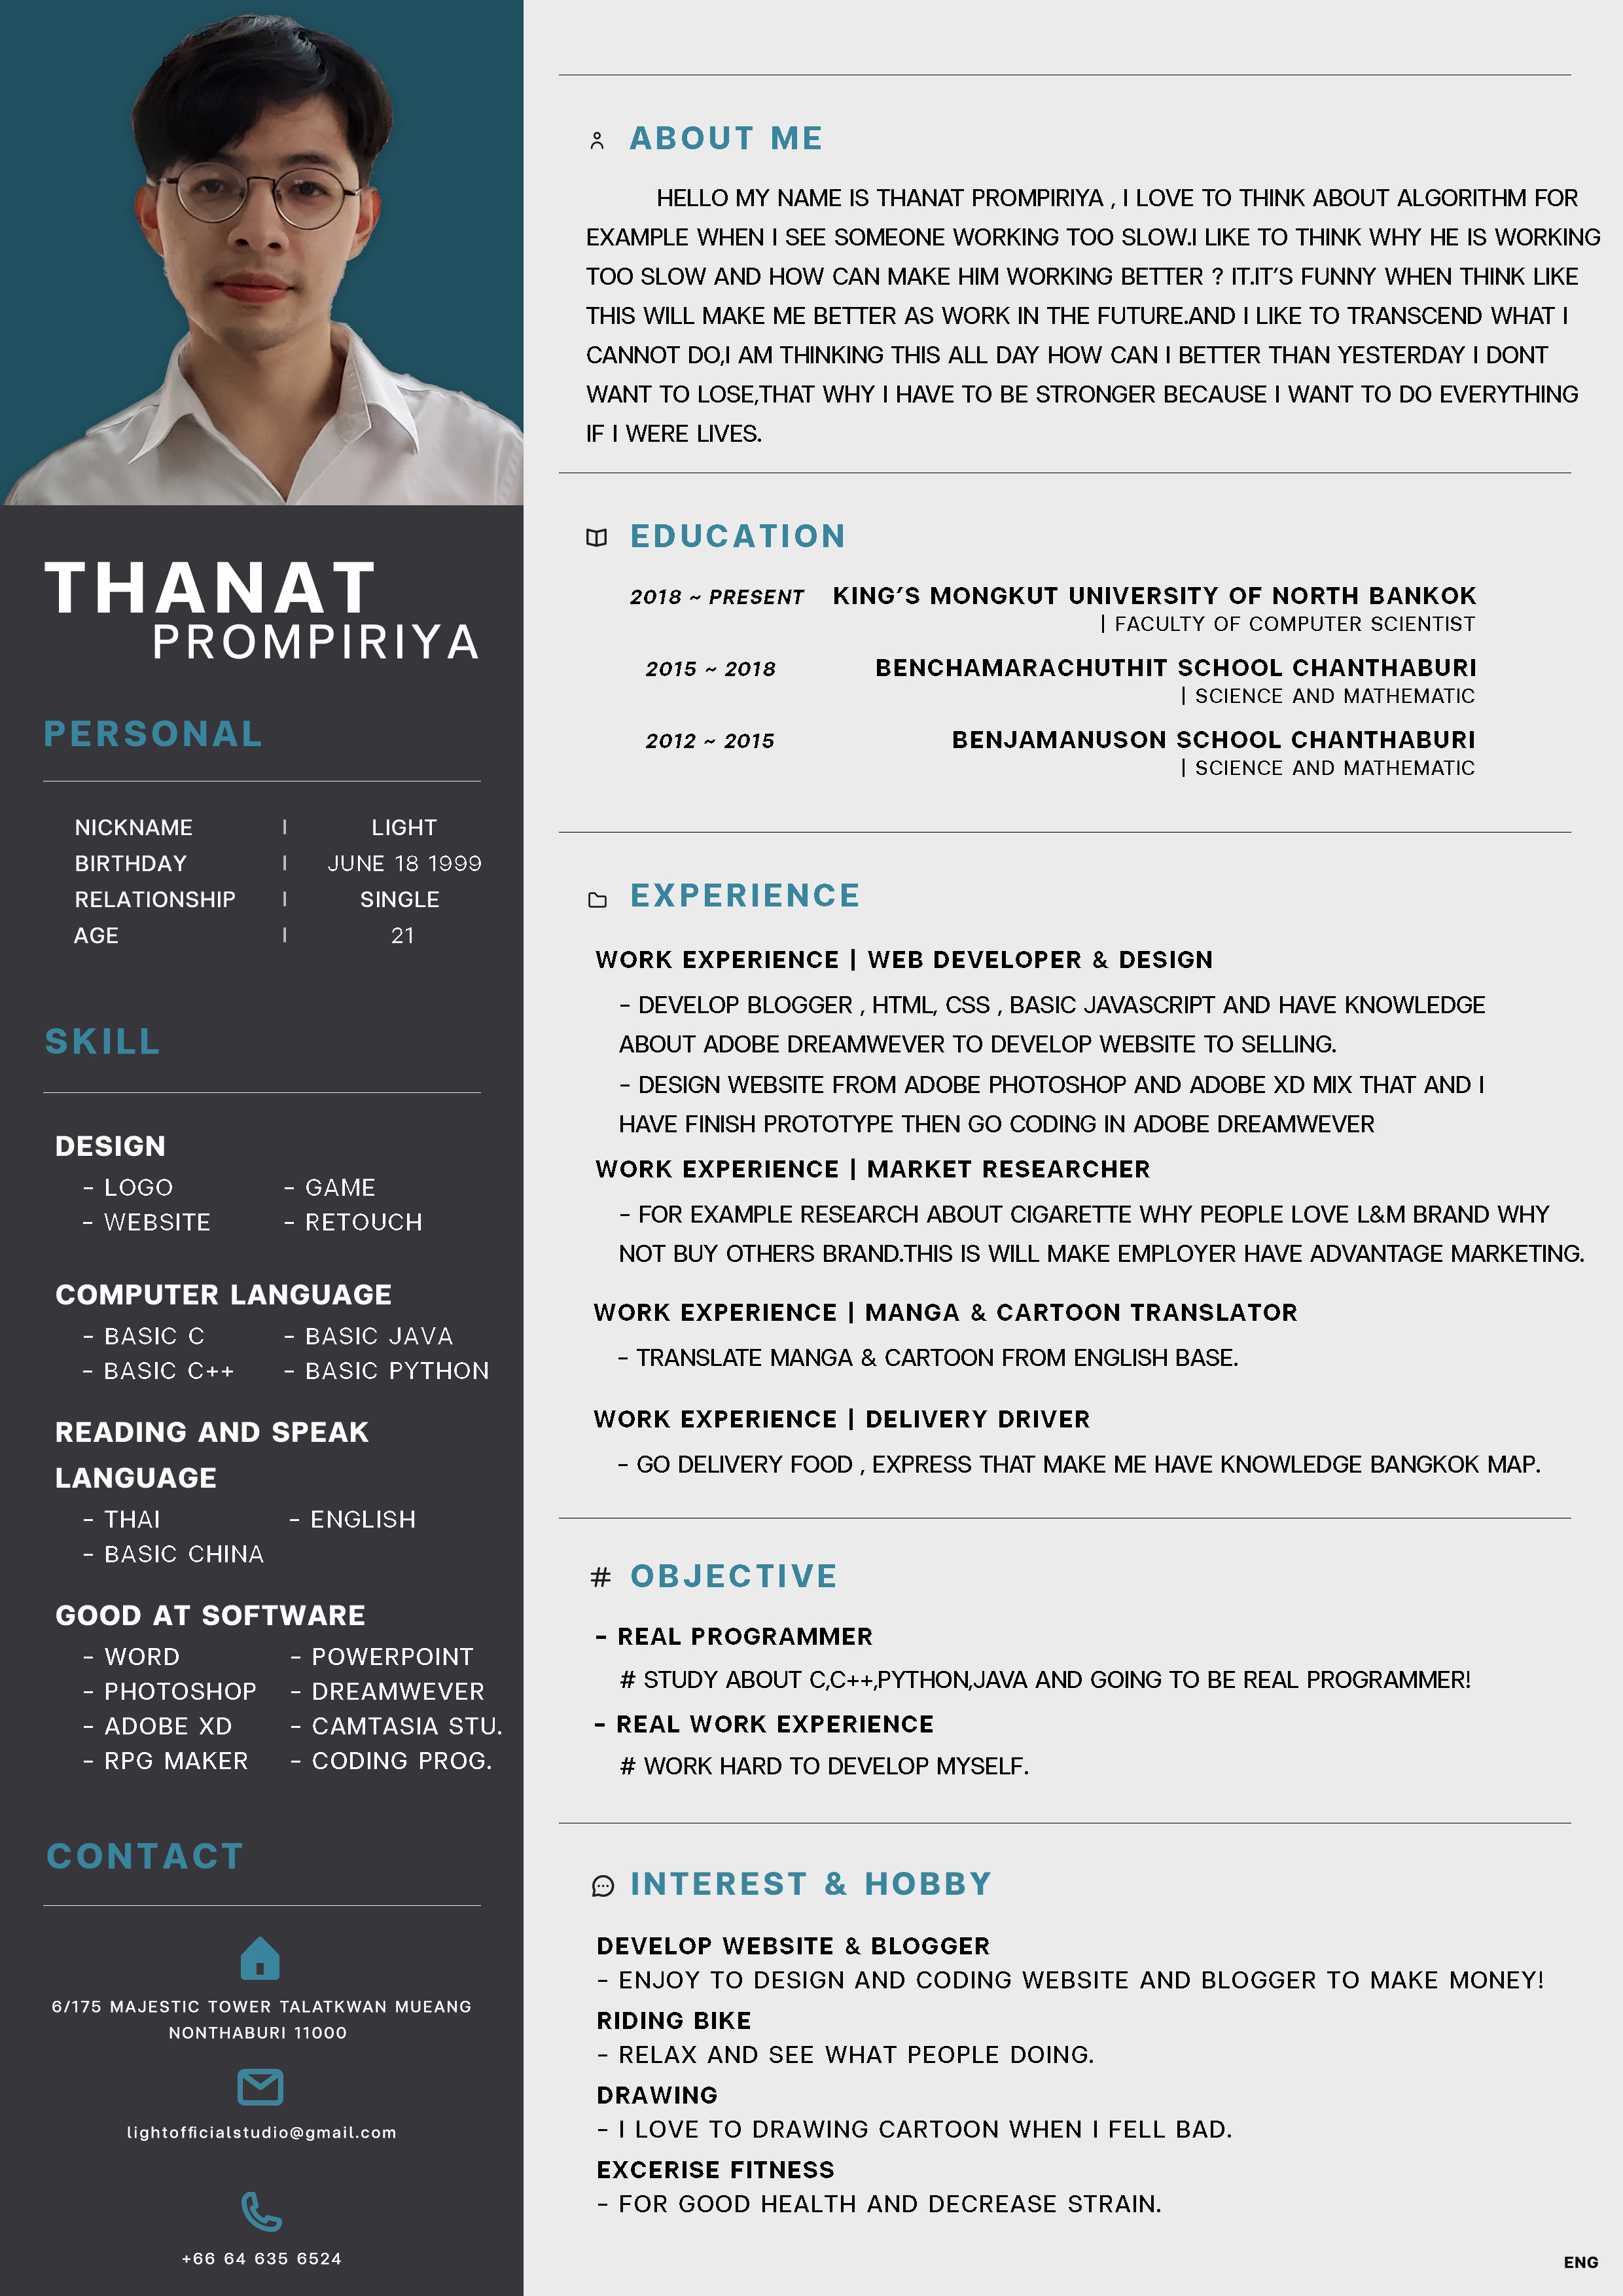 THANAT
PROMPIRIYA
PERSONAL
NICKNAME | LIGHT
BIRTHDAY | JUNE 18 1999
RELATIONSHIP | SINGLE
AGE | 21
SKILL
DESIGN
- LOGO - GAME
- WEBSITE - RETOUCH
COMPUTER LANGUAGE
- BASIC C - BASIC JAVA
- BASIC C++ - BASIC PYTHON
READING AND SPEAK
LANGUAGE
- THAI - ENGLISH
- BASIC CHINA
GOOD AT SOFTWARE
- WORD - POWERPOINT
- PHOTOSHOP - DREAMWEVER
- ADOBE XD - CAMTASIA STU.
- RPG MAKER - CODING PROG.
CONTACT
6/175 MAJESTIC TOWER TALATKWAN MUEANG
NONTHABURI 11000
lightofficialstudio@gmail.com
+66 64 635 6524
ABOUT ME
HELLO MY NAME IS THANAT PROMPIRIYA , I LOVE TO THINK ABOUT ALGORITHM FOR
EXAMPLE WHEN I SEE SOMEONE WORKING TOO SLOW.I LIKE TO THINK WHY HE IS WORKING
TOO SLOW AND HOW CAN MAKE HIM WORKING BETTER ? IT.IT'S FUNNY WHEN THINK LIKE
THIS WILL MAKE ME BETTER AS WORK IN THE FUTURE.AND I LIKE TO TRANSCEND WHAT I
CANNOT DO,I AM THINKING THIS ALL DAY HOW CAN I BETTER THAN YESTERDAY I DONT
WANT TO LOSE,THAT WHY I HAVE TO BE STRONGER BECAUSE I WANT TO DO EVERYTHING
IF I WERE LIVES.
EDUCATION
2018 ~ PRESENT KING'S MONGKUT UNIVERSITY OF NORTH BANKOK
| FACULTY OF COMPUTER SCIENTIST
2015 ~ 2018 BENCHAMARACHUTHIT SCHOOL CHANTHABURI
| SCIENCE AND MATHEMATIC
2012 ~ 2015 BENJAMANUSON SCHOOL CHANTHABURI
| SCIENCE AND MATHEMATIC
EXPERIENCE
WORK EXPERIENCE | WEB DEVELOPER & DESIGN
- DEVELOP BLOGGER , HTML, CSS , BASIC JAVASCRIPT AND HAVE KNOWLEDGE
ABOUT ADOBE DREAMWEVER TO DEVELOP WEBSITE TO SELLING.
- DESIGN WEBSITE FROM ADOBE PHOTOSHOP AND ADOBE XD MIX THAT AND I
HAVE FINISH PROTOTYPE THEN GO CODING IN ADOBE DREAMWEVER
WORK EXPERIENCE | MARKET RESEARCHER
- FOR EXAMPLE RESEARCH ABOUT CIGARETTE WHY PEOPLE LOVE L&M BRAND WHY
NOT BUY OTHERS BRAND.THIS IS WILL MAKE EMPLOYER HAVE ADVANTAGE MARKETING.
WORK EXPERIENCE | MANGA & CARTOON TRANSLATOR
- TRANSLATE MANGA & CARTOON FROM ENGLISH BASE.
WORK EXPERIENCE | DELIVERY DRIVER
- GO DELIVERY FOOD , EXPRESS THAT MAKE ME HAVE KNOWLEDGE BANGKOK MAP.
# OBJECTIVE
- REAL PROGRAMMER
# STUDY ABOUT C,C++,PYTHON,JAVA AND GOING TO BE REAL PROGRAMMER!
- REAL WORK EXPERIENCE
# WORK HARD TO DEVELOP MYSELF.
INTEREST & HOBBY
DEVELOP WEBSITE & BLOGGER
- ENJOY TO DESIGN AND CODING WEBSITE AND BLOGGER TO MAKE MONEY!
RIDING BIKE
- RELAX AND SEE WHAT PEOPLE DOING.
DRAWING
- I LOVE TO DRAWING CARTOON WHEN I FELL BAD.
EXCERISE FITNESS
- FOR GOOD HEALTH AND DECREASE STRAIN.
ENG